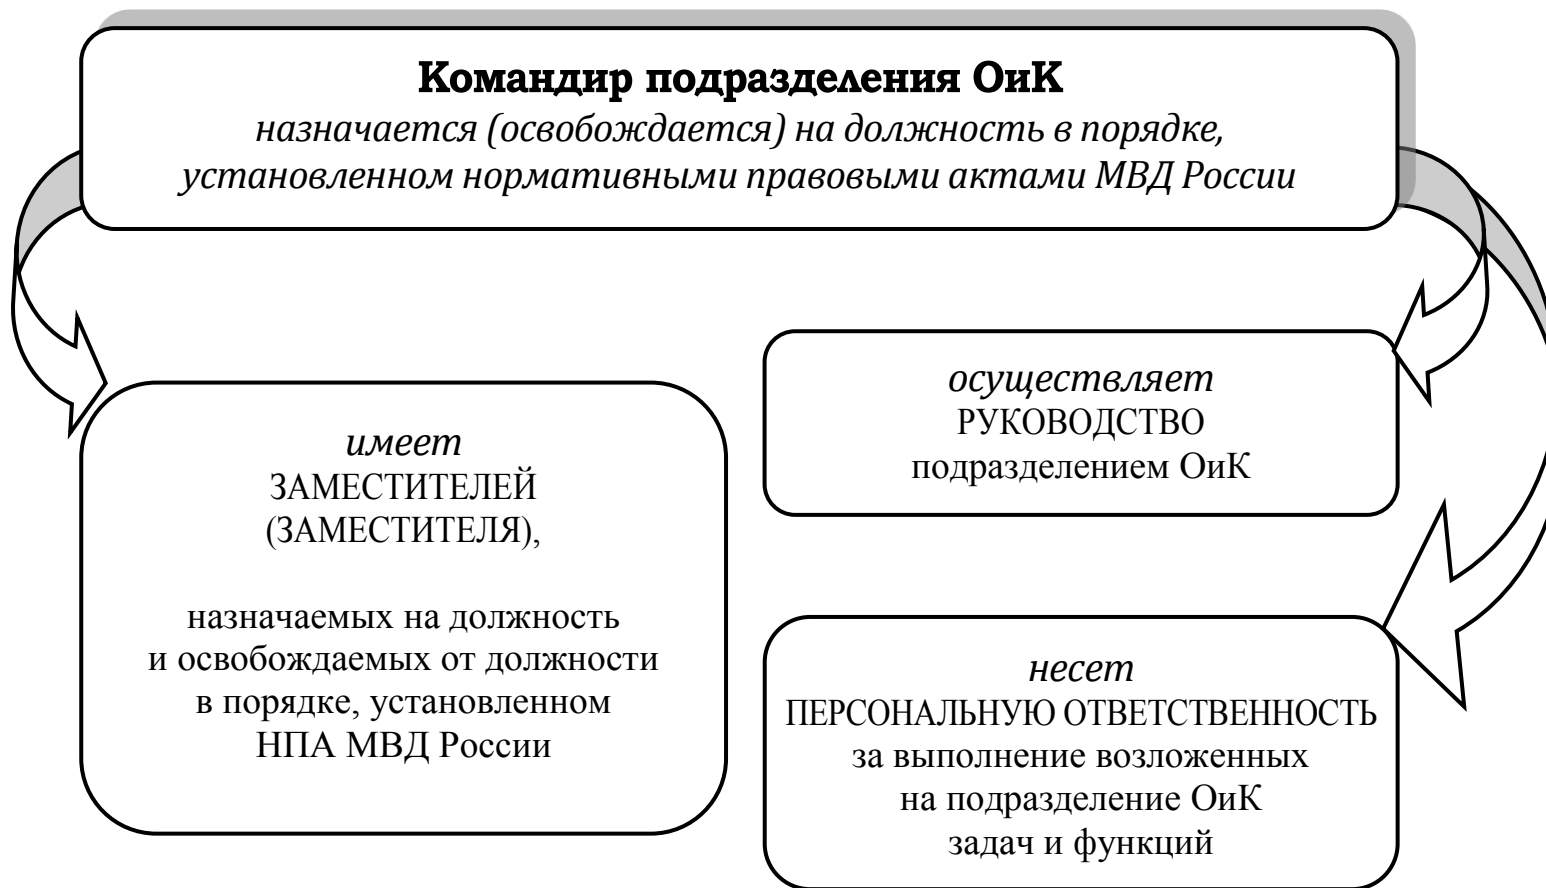 Командир подразделения ОиК
назначается (освобождается) на должность в порядке,
установленном нормативными правовыми актами МВД России
имеет
ЗАМЕСТИТЕЛЕЙ
(ЗАМЕСТИТЕЛЯ),
назначаемых на должность
и освобождаемых от должности
в порядке, установленном
НПА МВД России
осуществляет
РУКОВОДСТВО
подразделением ОиК
несет
ПЕРСОНАЛЬНУЮ ОТВЕТСТВЕННОСТЬ
за выполнение возложенных
на подразделение ОиК
задач и функций